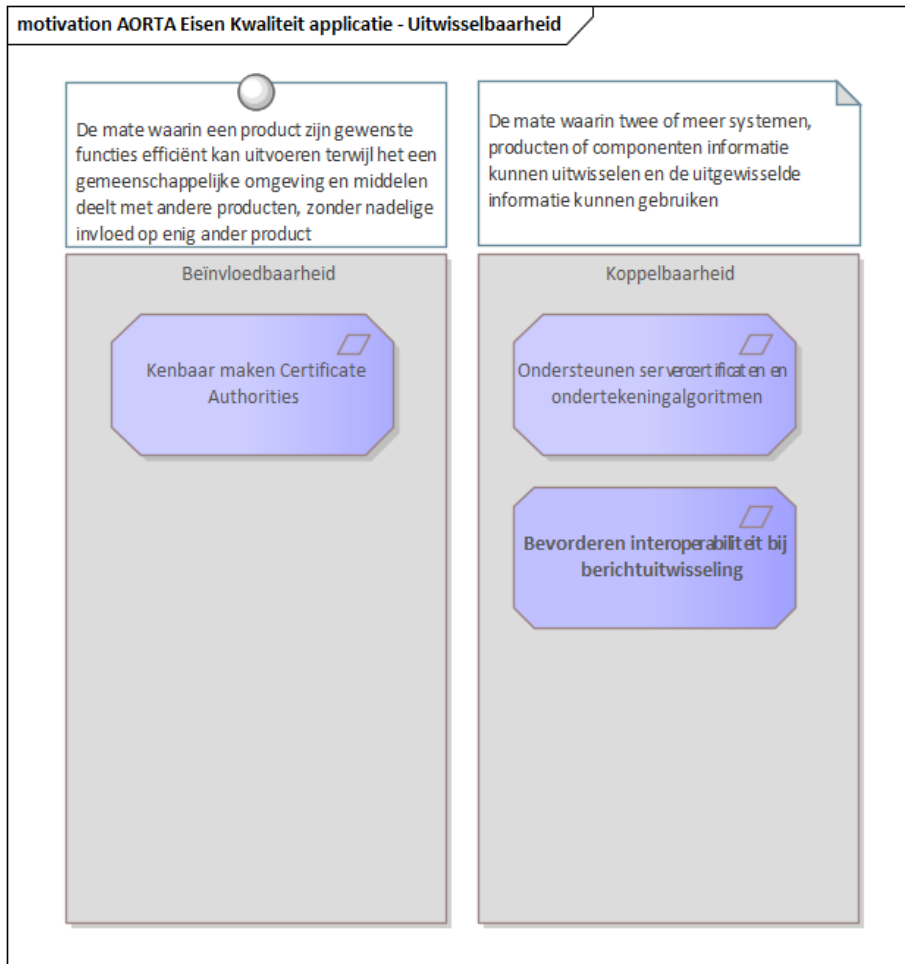 motivation AORTA Eisen Kwaliteit applicatie - Uitwisselbaarheid
De mate waarin een product zijn gewenste
functies efficiënt kan uitvoeren terwijl het een
gemeenschappelijke omgeving en middelen
deelt met andere producten, zonder nadelige
invloed op enig ander product
De mate waarin twee of meer systemen,
producten of componenten informatie
kunnen uitwisselen en de uitgewisselde
informatie kunnen gebruiken
Beïnvloedbaarheid
Kenbaar maken Certificate
Authorities
Koppelbaarheid
Ondersteunen servercertificaten en
ondertekeningalgoritmen
Bevorderen interoperabiliteit bij
berichtuitwisseling